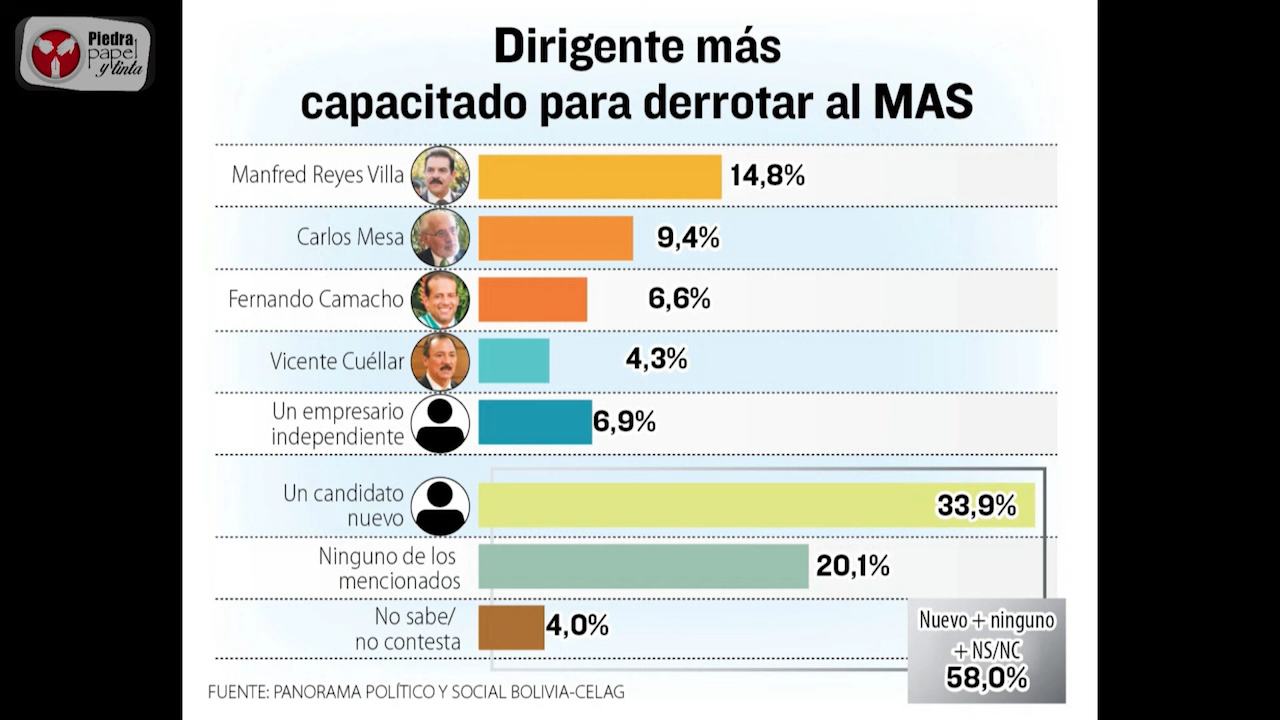 Piedra
papel
y tinta
Dirigente más
capacitado para derrotar al MAS
Manfred Reyes Villa 14,8%
Carlos Mesa 9,4%
Fernando Camacho 6,6%
Vicente Cuéllar 4,3%
Un empresario
independiente 6,9%
Un candidato
nuevo 33,9%
Ninguno de los
mencionados 20,1%
No sabe/
no contesta 4,0%
Nuevo + ninguno
+ NS/NC
58,0%
FUENTE: PANORAMA POLÍTICO Y SOCIAL BOLIVIA-CELAG